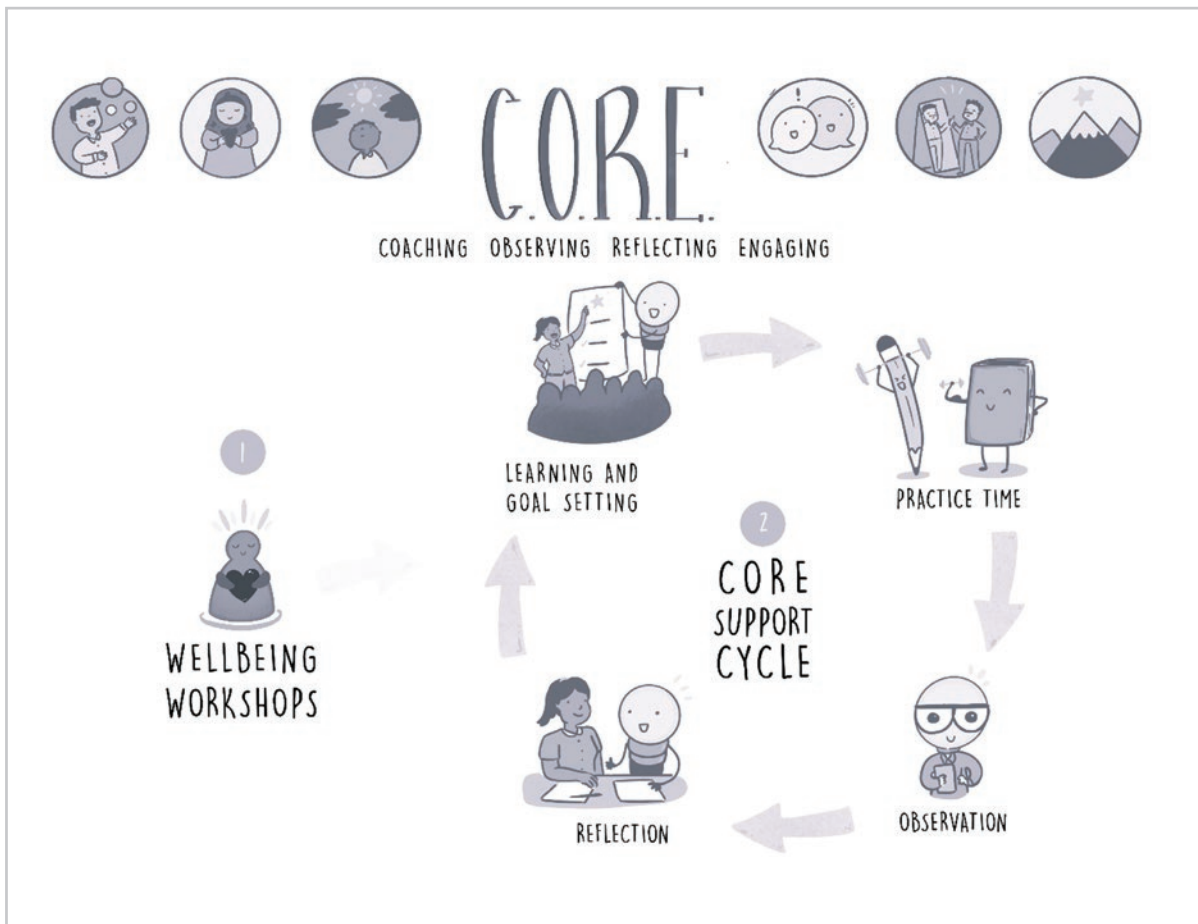 C.O.R.E.
COACHING OBSERVING REFLECTING ENGAGING
LEARNING AND
GOAL SETTING
PRACTICE TIME
1
WELLBEING
WORKSHOPS
2
CORE
SUPPORT
CYCLE
REFLECTION
OBSERVATION